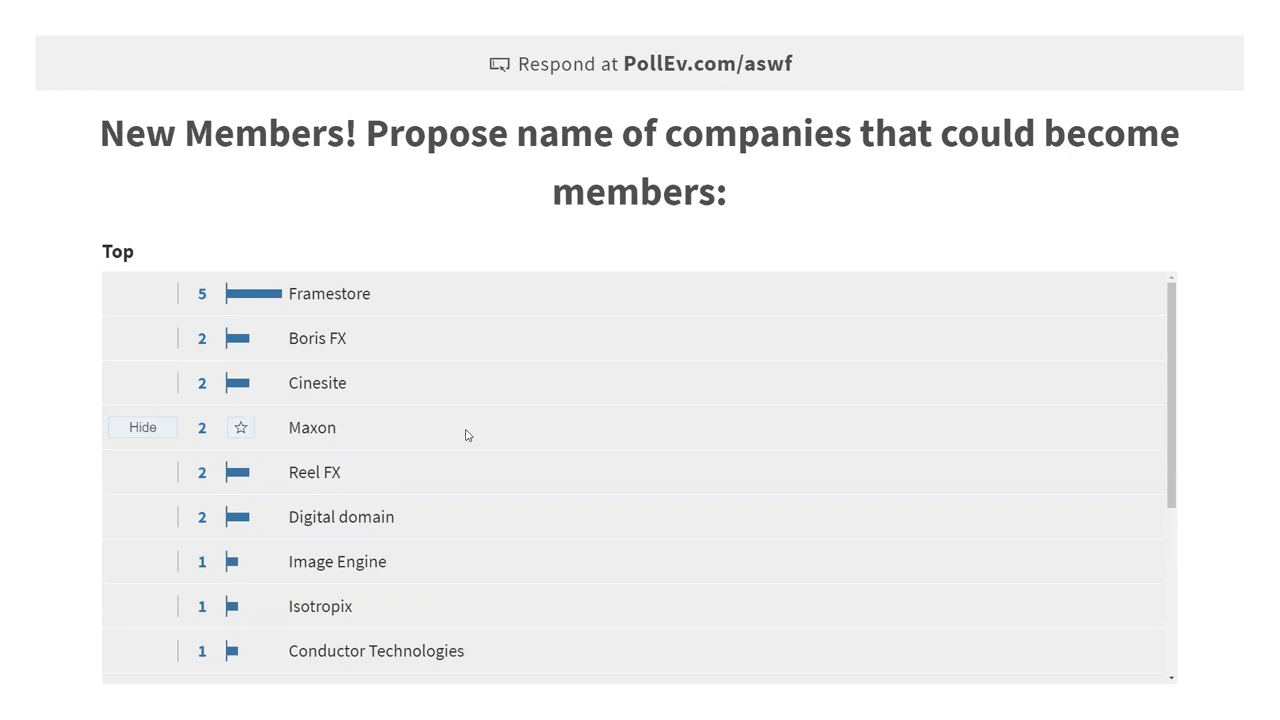 Respond at PollEv.com/aswf
New Members! Propose name of companies that could become
members:
Top
5 Framestore
2 Boris FX
2 Cinesite
Hide 2 Maxon
2 Reel FX
2 Digital domain
1 Image Engine
1 Isotropix
1 Conductor Technologies